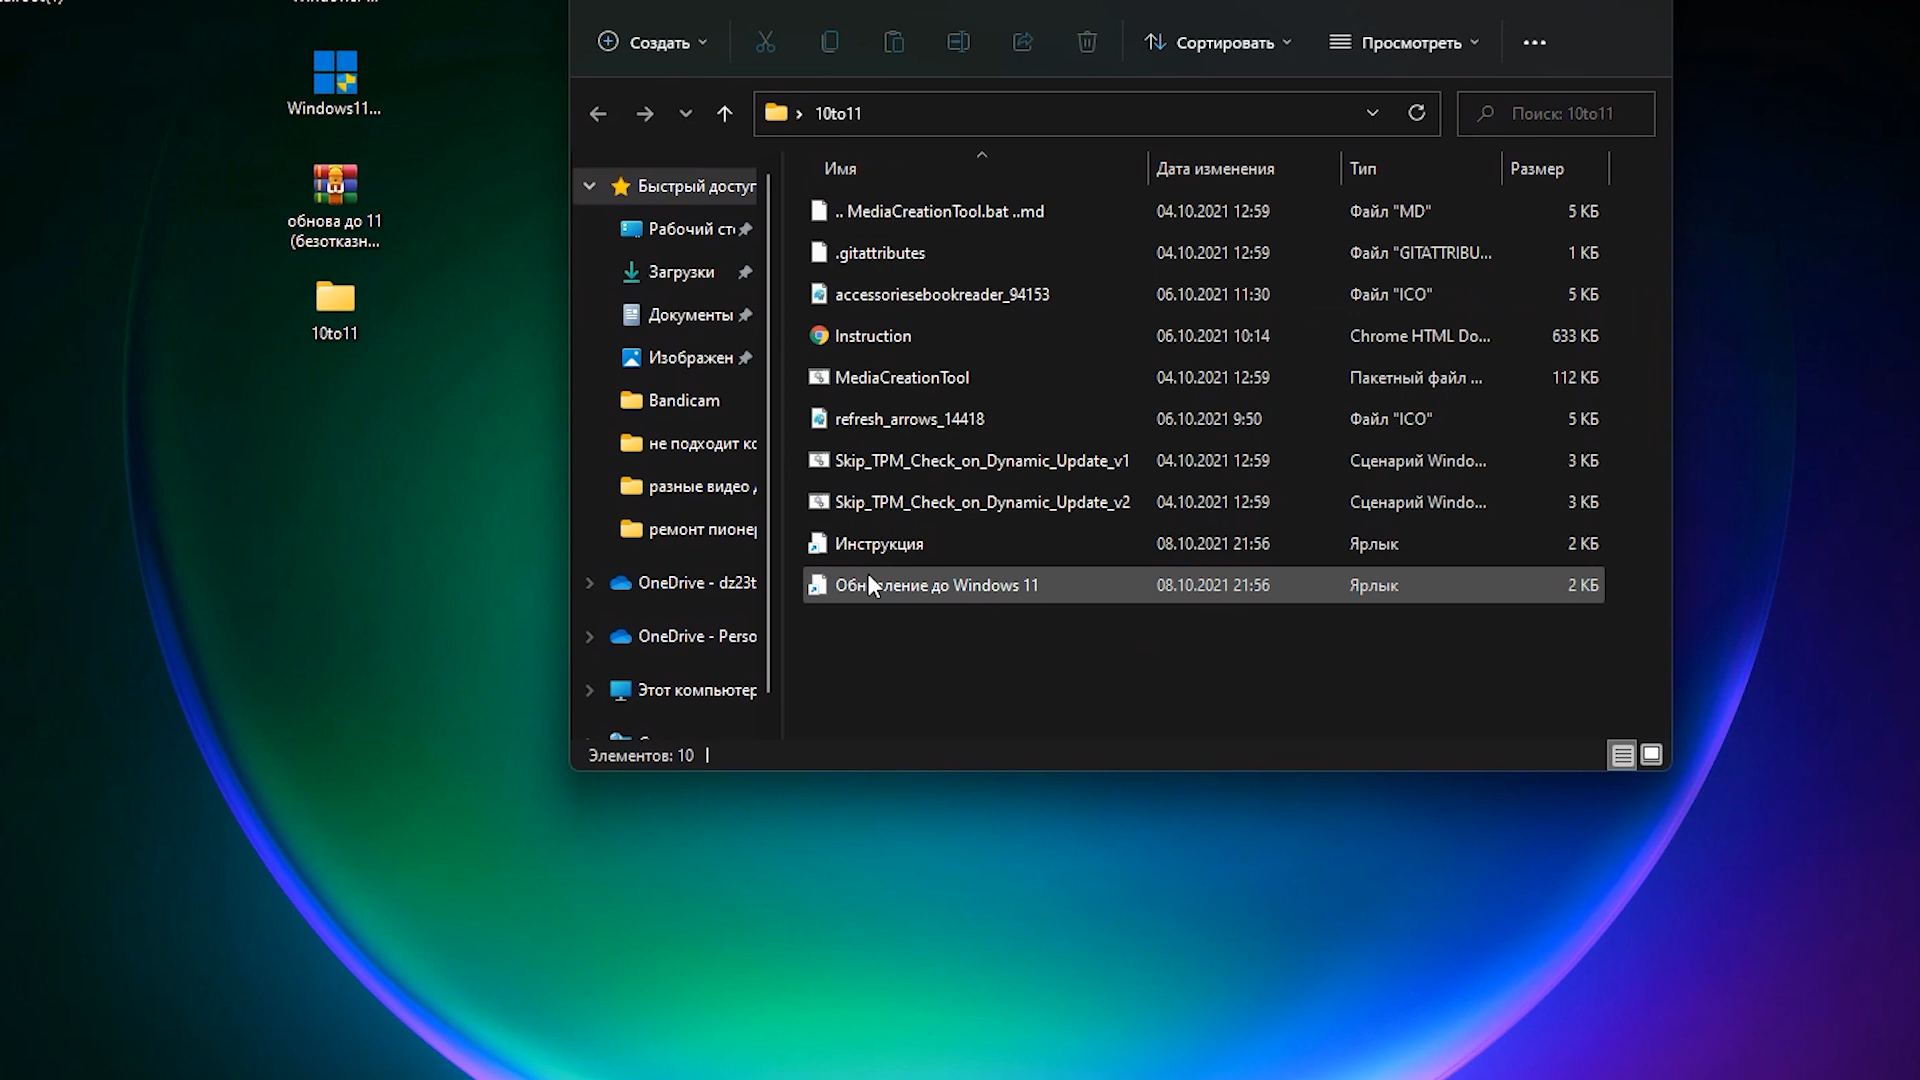 Windows11...
обнова до 11
(безотказн...
10to11
Создать
Сортировать
Просмотреть
10to11
Поиск: 10to11
Имя
Дата изменения
Тип
Размер
Быстрый доступ
Рабочий сто
Загрузки
Документы
Изображен
Bandicam
не подходит кс
разные видео
ремонт пионер
OneDrive - dz23t
OneDrive - Perso
Этот компьютер
.. MediaCreationTool.bat ..md 04.10.2021 12:59 Файл "MD" 5 КБ
.gitattributes 04.10.2021 12:59 Файл "GITATTRIBU... 1 КБ
accessoriesebookreader_94153 06.10.2021 11:30 Файл "ICO" 5 КБ
Instruction 06.10.2021 10:14 Chrome HTML Do... 633 КБ
MediaCreationTool 04.10.2021 12:59 Пакетный файл ... 112 КБ
refresh_arrows_14418 06.10.2021 9:50 Файл "ICO" 5 КБ
Skip_TPM_Check_on_Dynamic_Update_v1 04.10.2021 12:59 Сценарий Windo... 3 КБ
Skip_TPM_Check_on_Dynamic_Update_v2 04.10.2021 12:59 Сценарий Windo... 3 КБ
Инструкция 08.10.2021 21:56 Ярлык 2 КБ
Обновление до Windows 11 08.10.2021 21:56 Ярлык 2 КБ
Элементов: 10